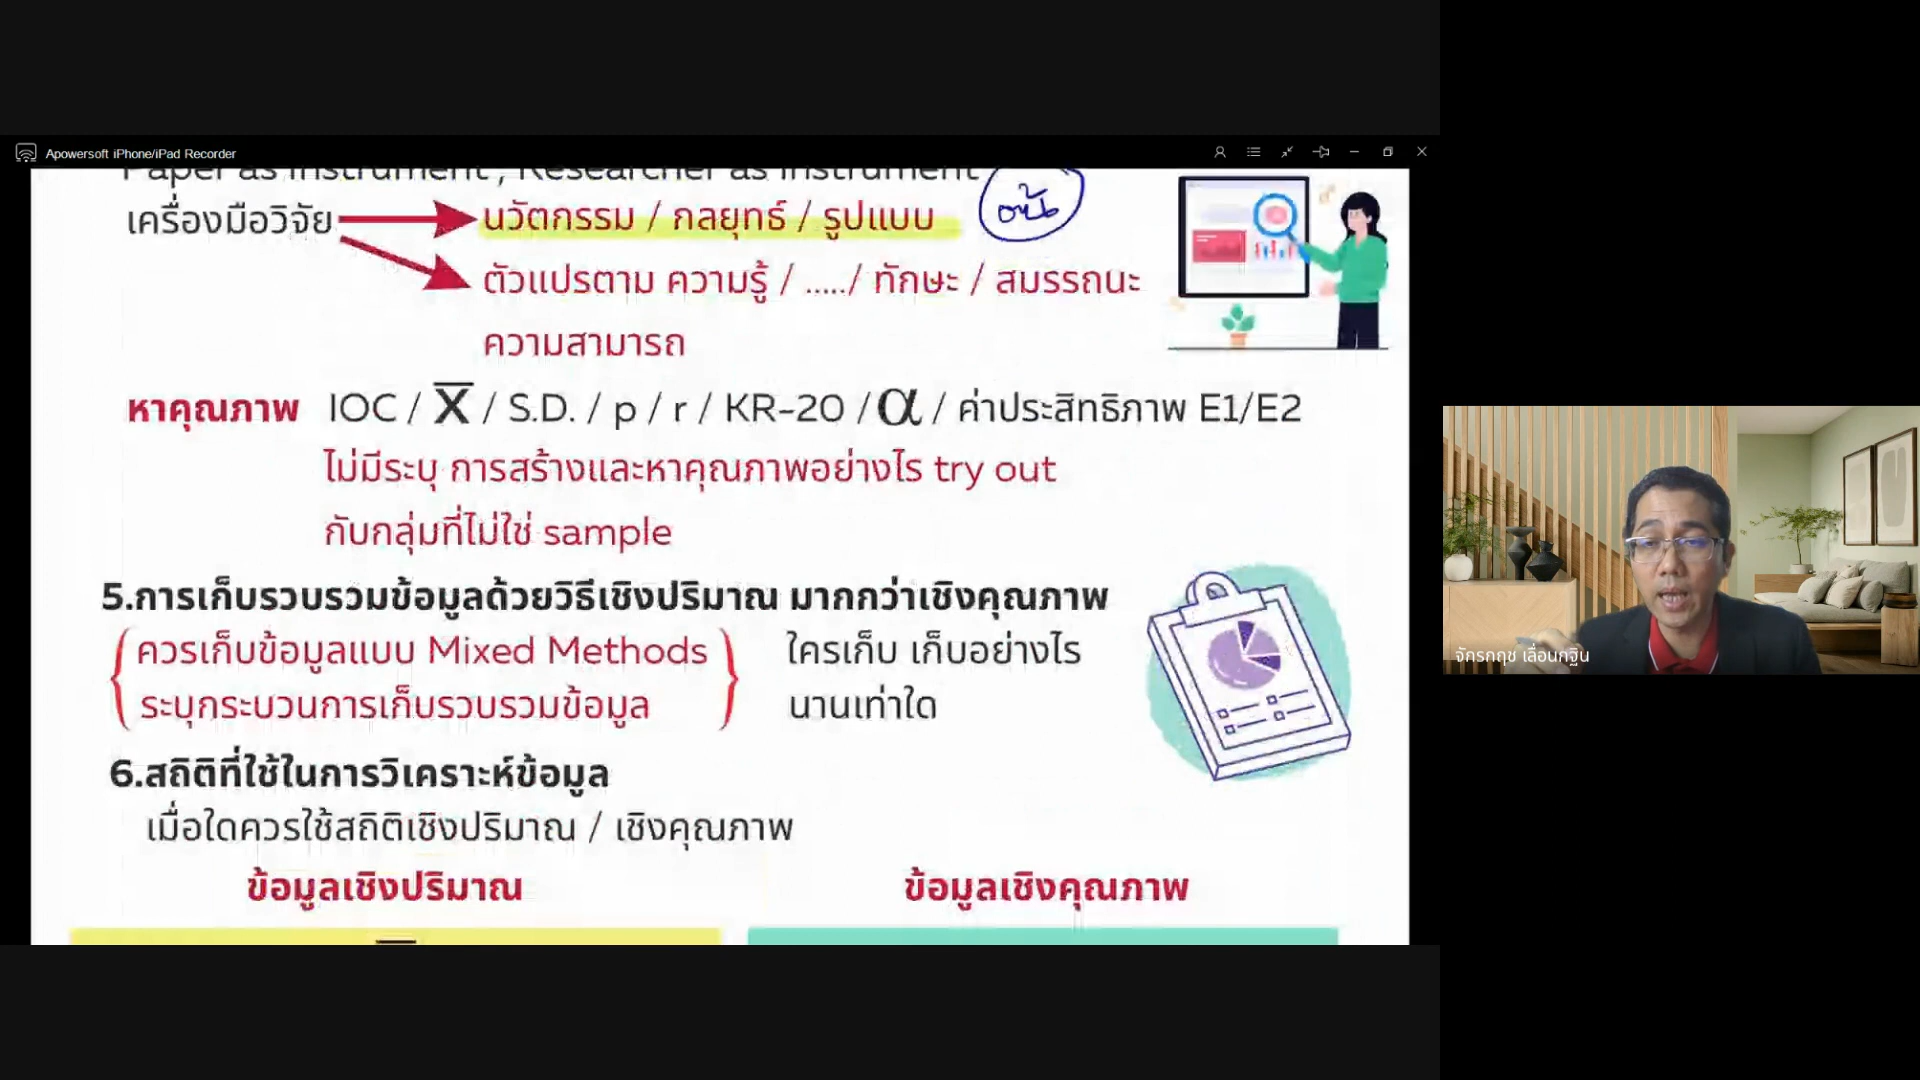 Apowersoft iPhone/iPad Recorder
Paper as Instrument , Researcher as Instrument
เครื่องมือวิจัย
นวัตกรรม / กลยุทธ์ / รูปแบบ
ตัวแปรตาม ความรู้ / ...../ ทักษะ / สมรรถนะ
ความสามารถ
หาคุณภาพ IOC / X̄ / S.D. / p / r / KR-20 / α / ค่าประสิทธิภาพ E1/E2
ไม่มีระบุ การสร้างและหาคุณภาพอย่างไร try out
กับกลุ่มที่ไม่ใช่ sample
5.การเก็บรวบรวมข้อมูลด้วยวิธีเชิงปริมาณ มากกว่าเชิงคุณภาพ
ควรเก็บข้อมูลแบบ Mixed Methods ใครเก็บ เก็บอย่างไร
ระบุกระบวนการเก็บรวบรวมข้อมูล นานเท่าใด
6.สถิติที่ใช้ในการวิเคราะห์ข้อมูล
เมื่อใดควรใช้สถิติเชิงปริมาณ / เชิงคุณภาพ
ข้อมูลเชิงปริมาณ ข้อมูลเชิงคุณภาพ
จักรกฤช เลื่อนกฐิน